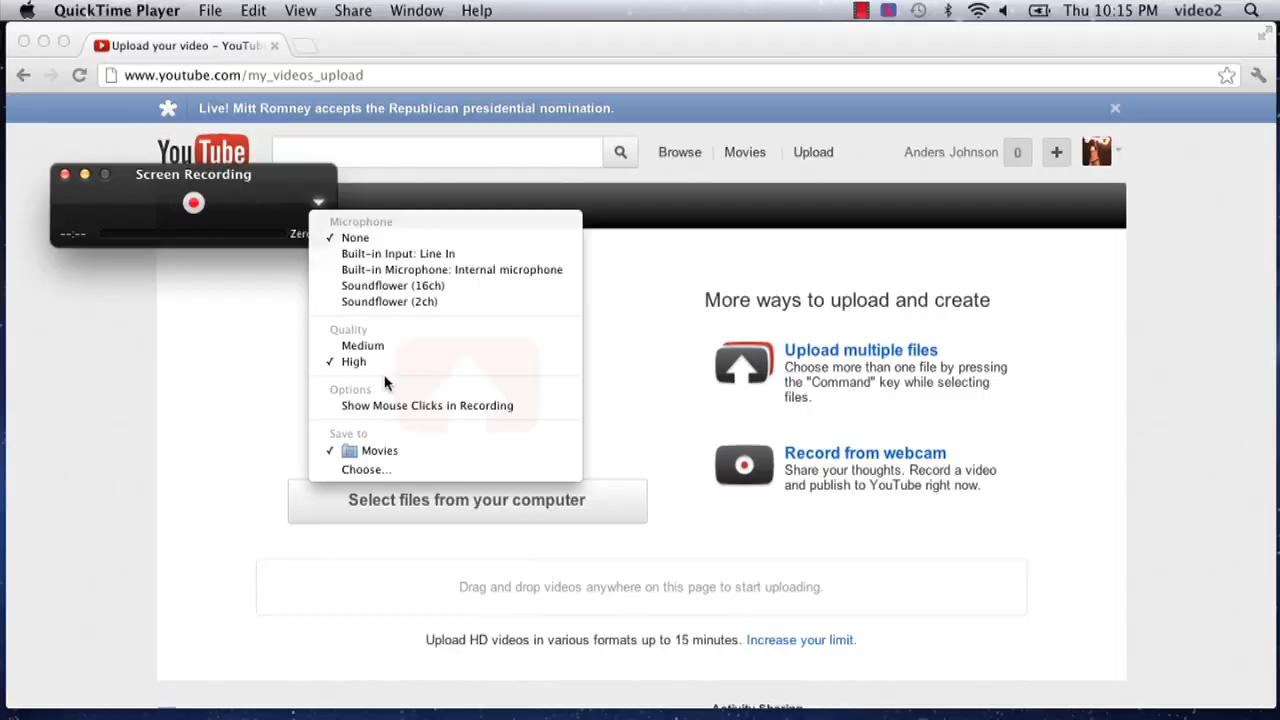 QuickTime Player File Edit View Share Window Help Thu 10:15 PM video2
Upload your video – YouTub
www.youtube.com/my_videos_upload
Live! Mitt Romney accepts the Republican presidential nomination.
YouTube Browse Movies Upload Anders Johnson 0
Screen Recording
--:-- Zero
Microphone
None
Built-in Input: Line In
Built-in Microphone: Internal microphone
Soundflower (16ch)
Soundflower (2ch)
Quality
Medium
High
Options
Show Mouse Clicks in Recording
Save to
Movies
Choose...
Select files from your computer
More ways to upload and create
Upload multiple files
Choose more than one file by pressing
the "Command" key while selecting
files.
Record from webcam
Share your thoughts. Record a video
and publish to YouTube right now.
Drag and drop videos anywhere on this page to start uploading.
Upload HD videos in various formats up to 15 minutes. Increase your limit.
Activity Sharing